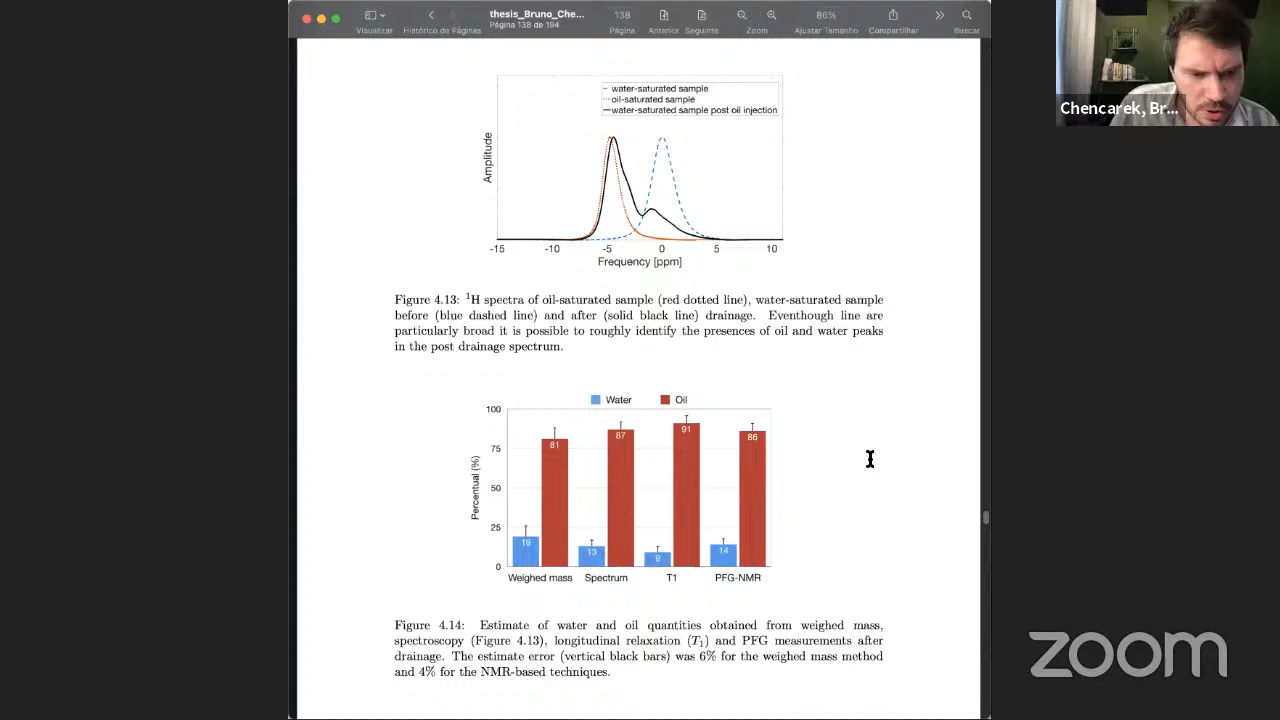 thesis_Bruno_Che...
Página 138 de 194
138
86%
Visualizar
Histórico de Páginas
Página
Anterior
Seguinte
Zoom
Ajustar Tamanho
Compartilhar
Buscar
Chencarek, Br...
water-saturated sample
oil-saturated sample
water-saturated sample post oil injection
Amplitude
-15 -10 -5 0 5 10
Frequency [ppm]
Figure 4.13: ¹H spectra of oil-saturated sample (red dotted line), water-saturated sample
before (blue dashed line) and after (solid black line) drainage. Eventhough line are
particularly broad it is possible to roughly identify the presences of oil and water peaks
in the post drainage spectrum.
Water Oil
Percentual (%)
100
75
50
25
0
19 81 13 87 9 91 14 86
Weighed mass Spectrum T1 PFG-NMR
Figure 4.14: Estimate of water and oil quantities obtained from weighed mass,
spectroscopy (Figure 4.13), longitudinal relaxation (T₁) and PFG measurements after
drainage. The estimate error (vertical black bars) was 6% for the weighed mass method
and 4% for the NMR-based techniques.
zoom